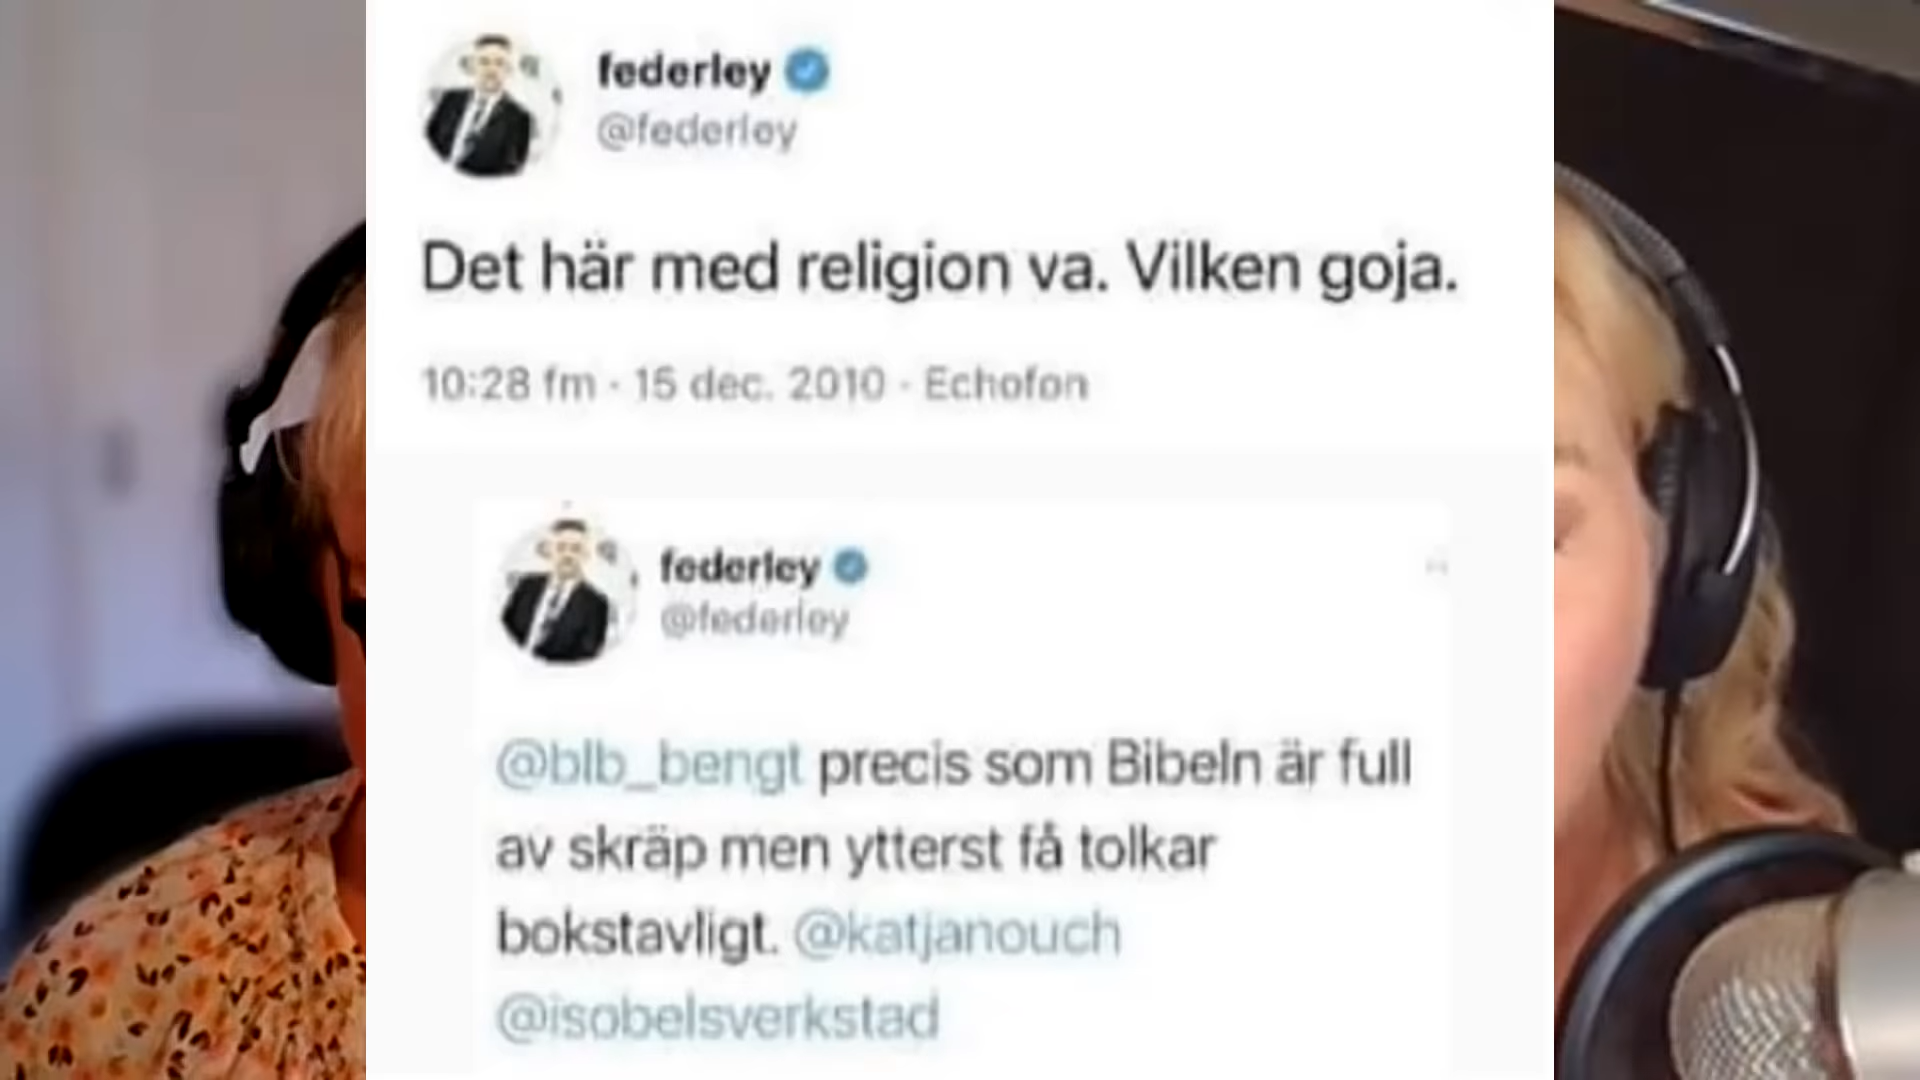 federley
@federley
Det här med religion va. Vilken goja.
10:28 fm · 15 dec. 2010 · Echofon
federley
@federley
@blb_bengt precis som Bibeln är full
av skräp men ytterst få tolkar
bokstavligt. @katjanouch
@isobelsverkstad